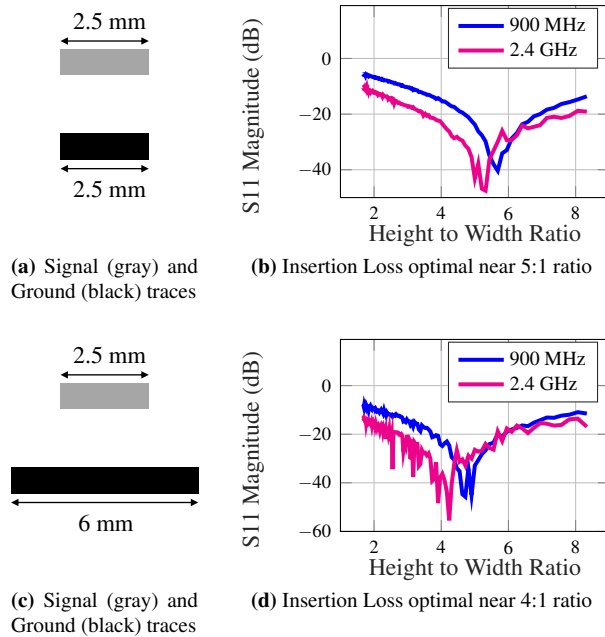 2.5 mm
2.5 mm
(a) Signal (gray) and
Ground (black) traces
900 MHz
2.4 GHz
0
−20
−40
S11 Magnitude (dB)
2 4 6 8
Height to Width Ratio
(b) Insertion Loss optimal near 5:1 ratio
2.5 mm
6 mm
(c) Signal (gray) and
Ground (black) traces
900 MHz
2.4 GHz
0
−20
−40
−60
S11 Magnitude (dB)
2 4 6 8
Height to Width Ratio
(d) Insertion Loss optimal near 4:1 ratio